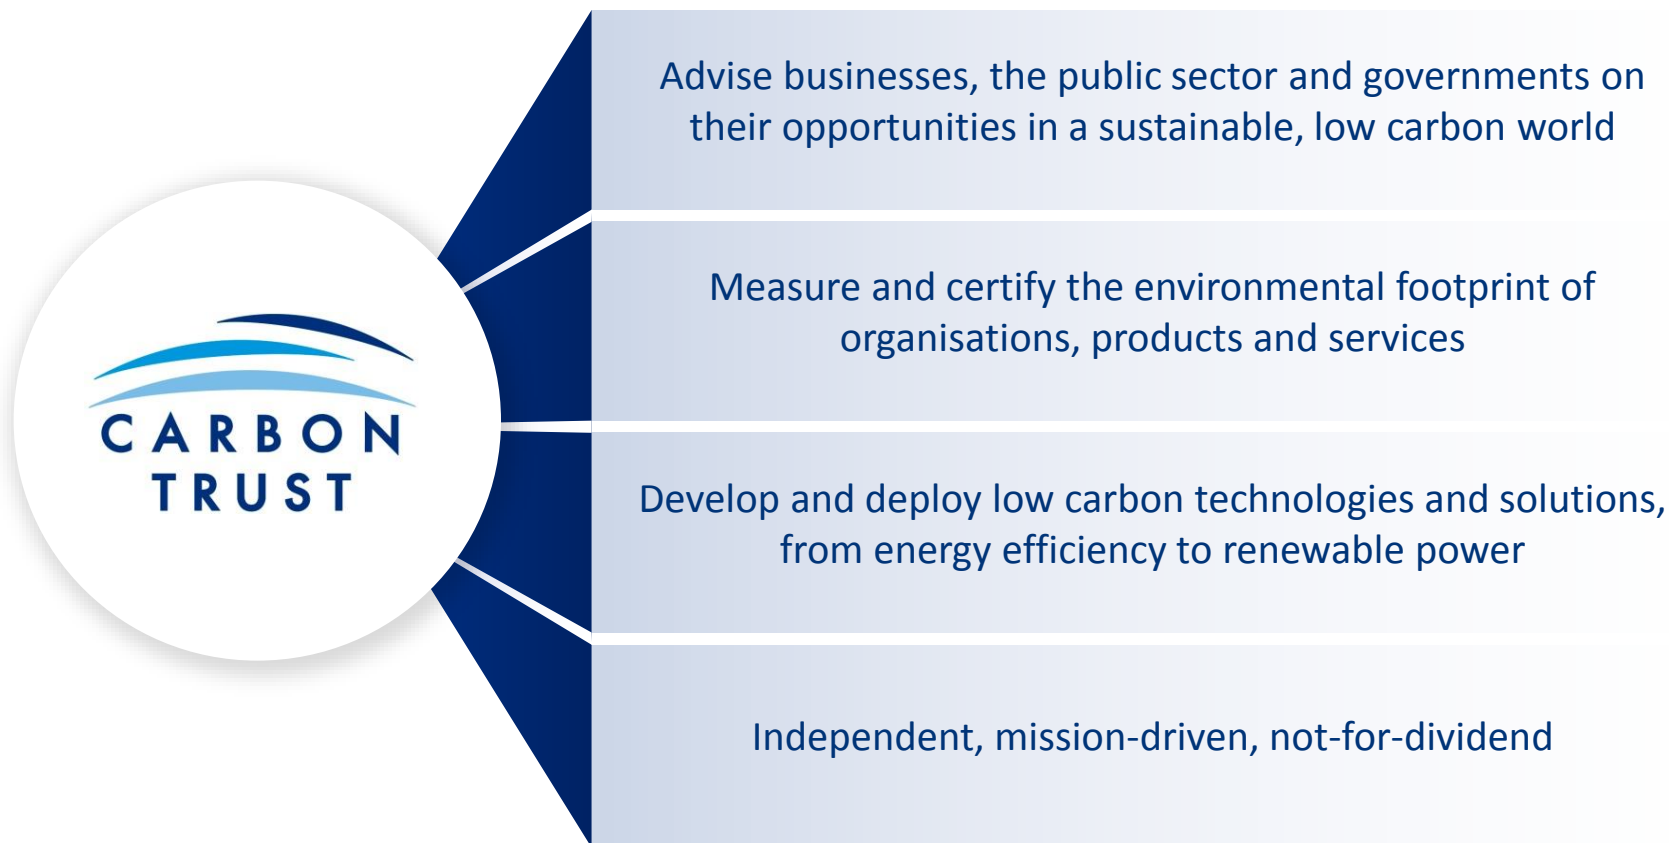 CARBON
TRUST
Advise businesses, the public sector and governments on
their opportunities in a sustainable, low carbon world
Measure and certify the environmental footprint of
organisations, products and services
Develop and deploy low carbon technologies and solutions,
from energy efficiency to renewable power
Independent, mission-driven, not-for-dividend